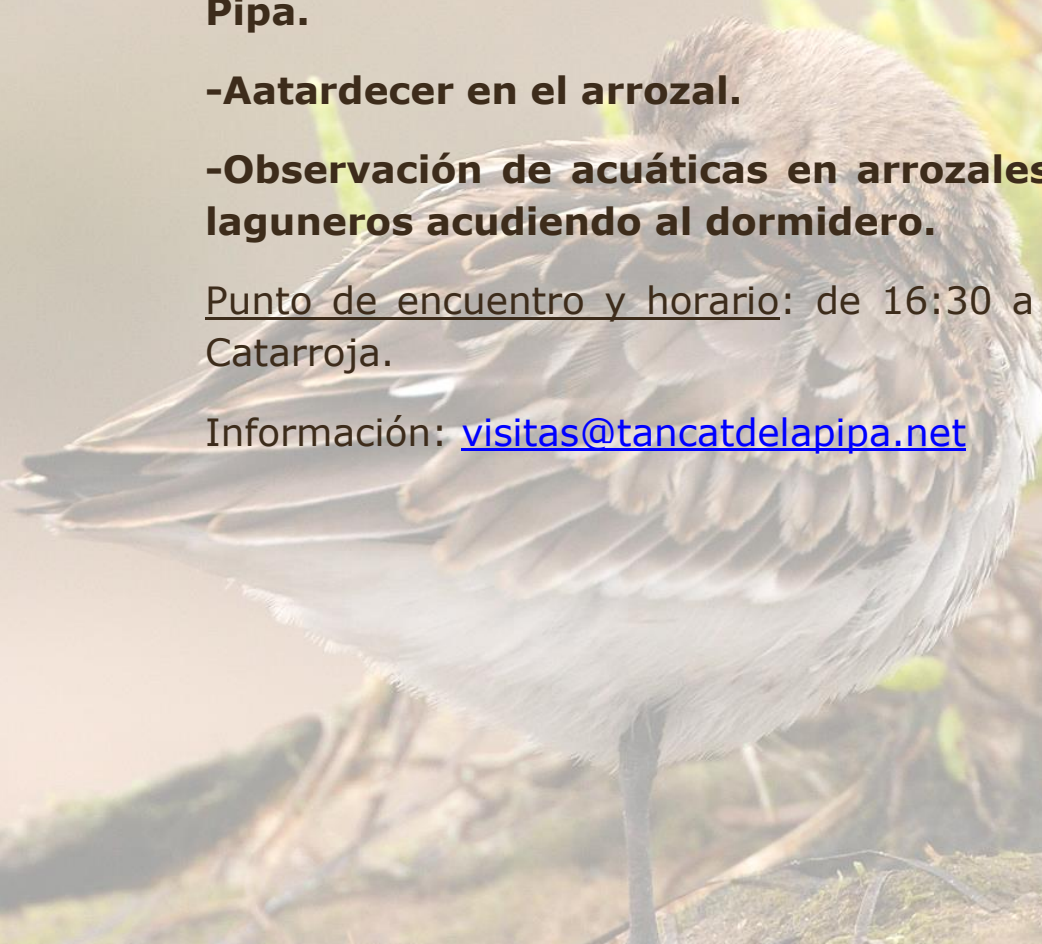 Pipa.
-Aatardecer en el arrozal.
-Observación de acuáticas en arrozales
laguneros acudiendo al dormidero.
Punto de encuentro y horario: de 16:30 a
Catarroja.
Información: visitas@tancatdelapipa.net